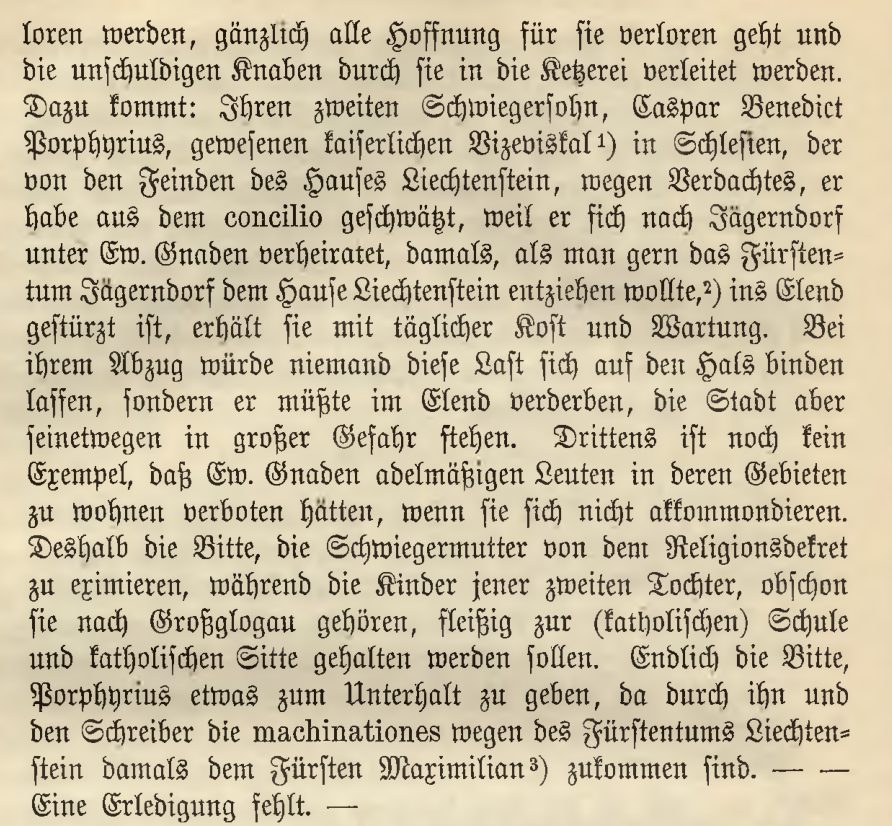 loren werden, gänzlich alle Hoffnung für sie verloren geht und
die unschuldigen Knaben durch sie in die Ketzerei verleitet werden.
Dazu kommt: Ihren zweiten Schwiegersohn, Caspar Benedict
Porphyrius, gewesenen kaiserlichen Vizeviskal¹) in Schlesien, der
von den Feinden des Hauses Liechtenstein, wegen Verdachtes, er
habe aus dem concilio geschwätzt, weil er sich nach Jägerndorf
unter Ew. Gnaden verheiratet, damals, als man gern das Fürsten-
tum Jägerndorf dem Hause Liechtenstein entziehen wollte,²) ins Elend
gestürzt ist, erhält sie mit täglicher Kost und Wartung. Bei
ihrem Abzug würde niemand diese Last sich auf den Hals binden
lassen, sondern er müßte im Elend verderben, die Stadt aber
seinetwegen in großer Gefahr stehen. Drittens ist noch kein
Exempel, daß Ew. Gnaden adelmäßigen Leuten in deren Gebieten
zu wohnen verboten hätten, wenn sie sich nicht akkommondieren.
Deshalb die Bitte, die Schwiegermutter von dem Religionsdekret
zu eximieren, während die Kinder jener zweiten Tochter, obschon
sie nach Großglogau gehören, fleißig zur (katholischen) Schule
und katholischen Sitte gehalten werden sollen. Endlich die Bitte,
Porphyrius etwas zum Unterhalt zu geben, da durch ihn und
den Schreiber die machinationes wegen des Fürstentums Liechten-
stein damals dem Fürsten Maximilian³) zukommen sind. — —
Eine Erledigung fehlt. —